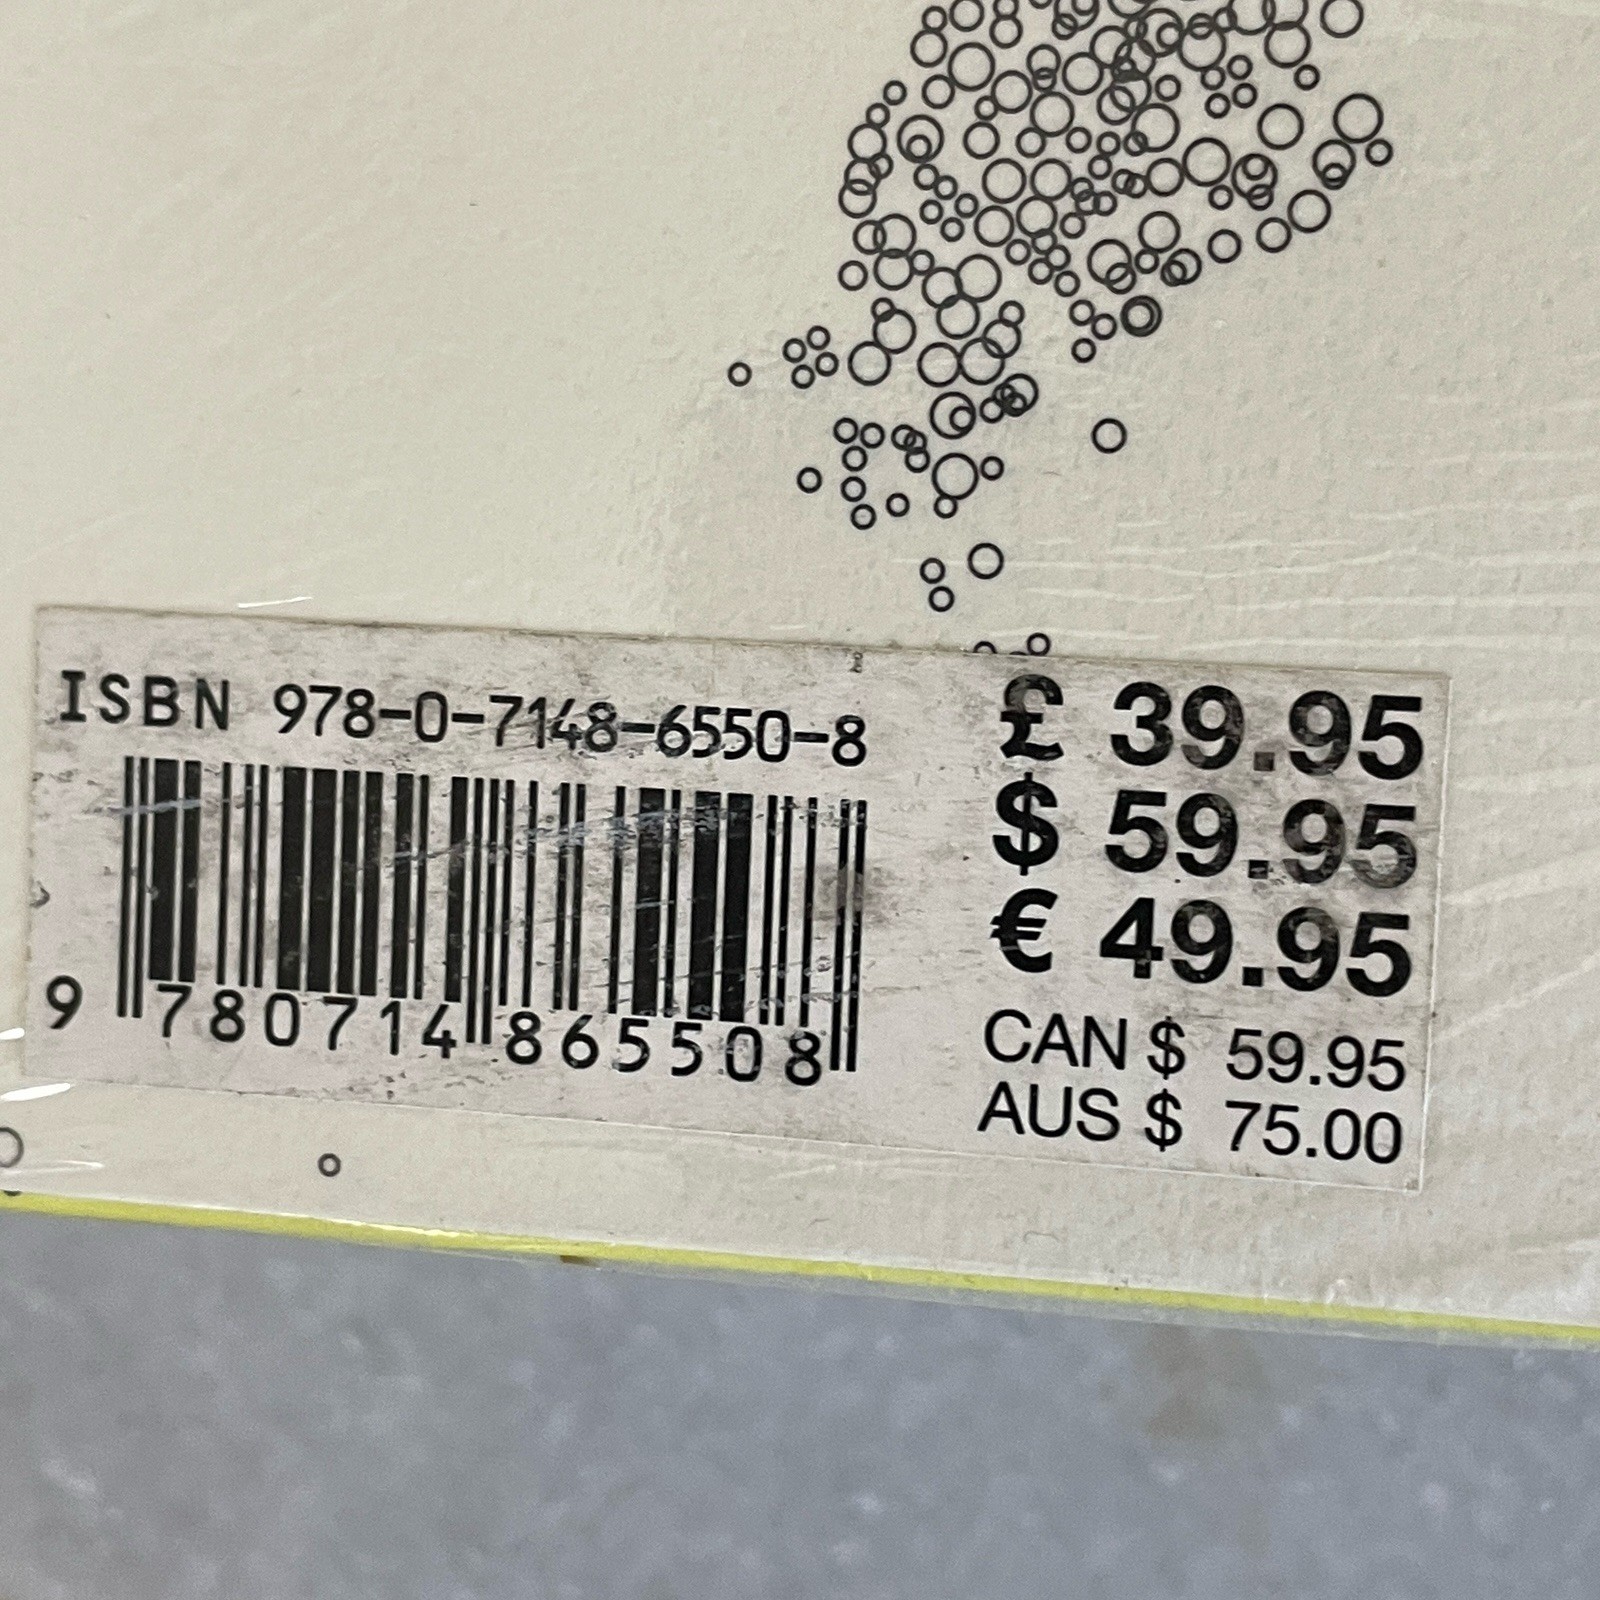 ISBN 978-0-7148-6550-8
9 780714 865508
£ 39.95
$ 59.95
€ 49.95
CAN $ 59.95
AUS $ 75.00